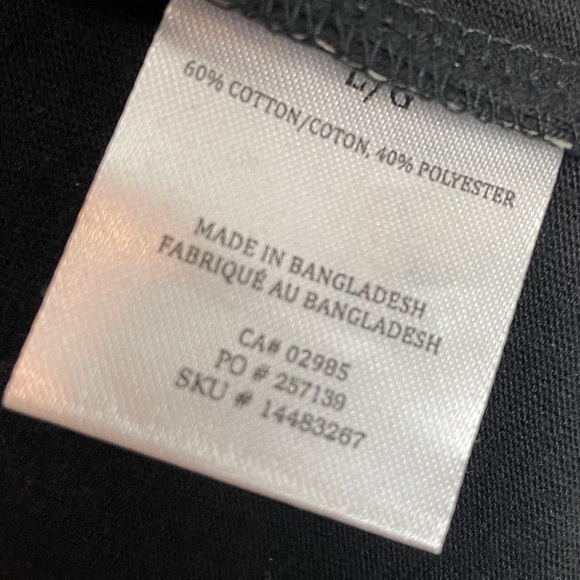 L/G
60% COTTON/COTON, 40% POLYESTER
MADE IN BANGLADESH
FABRIQUÉ AU BANGLADESH
CA# 02985
PO # 257139
SKU # 14483267